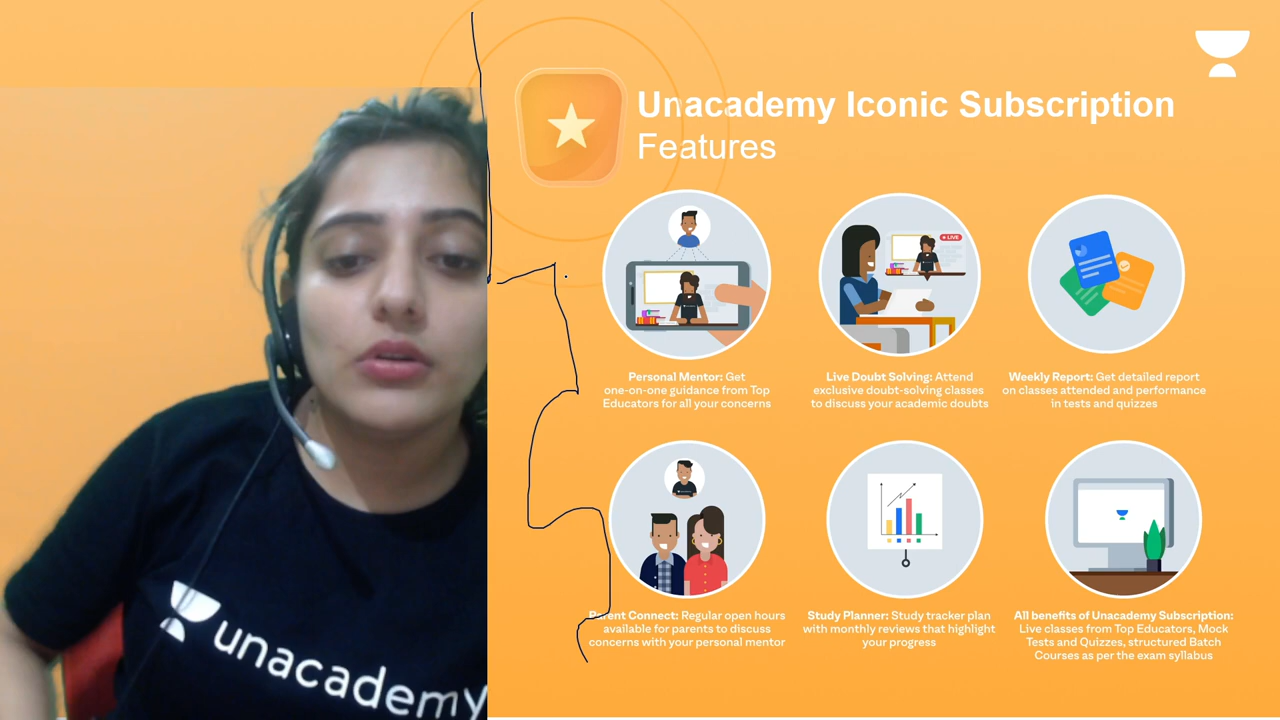 Unacademy Iconic Subscription
Features
LIVE
Personal Mentor: Get
one-on-one guidance from Top
Educators for all your concerns
Live Doubt Solving: Attend
exclusive doubt-solving classes
to discuss your academic doubts
Weekly Report: Get detailed report
on classes attended and performance
in tests and quizzes
Parent Connect: Regular open hours
available for parents to discuss
concerns with your personal mentor
Study Planner: Study tracker plan
with monthly reviews that highlight
your progress
All benefits of Unacademy Subscription:
Live classes from Top Educators, Mock
Tests and Quizzes, structured Batch
Courses as per the exam syllabus
unacademy